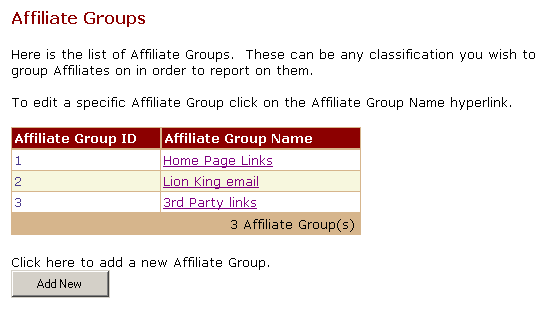 Affiliate Groups
Here is the list of Affiliate Groups.  These can be any classification you wish to
group Affiliates on in order to report on them.
To edit a specific Affiliate Group click on the Affiliate Group Name hyperlink.
Affiliate Group ID Affiliate Group Name
1 Home Page Links
2 Lion King email
3 3rd Party links
3 Affiliate Group(s)
Click here to add a new Affiliate Group.
Add New